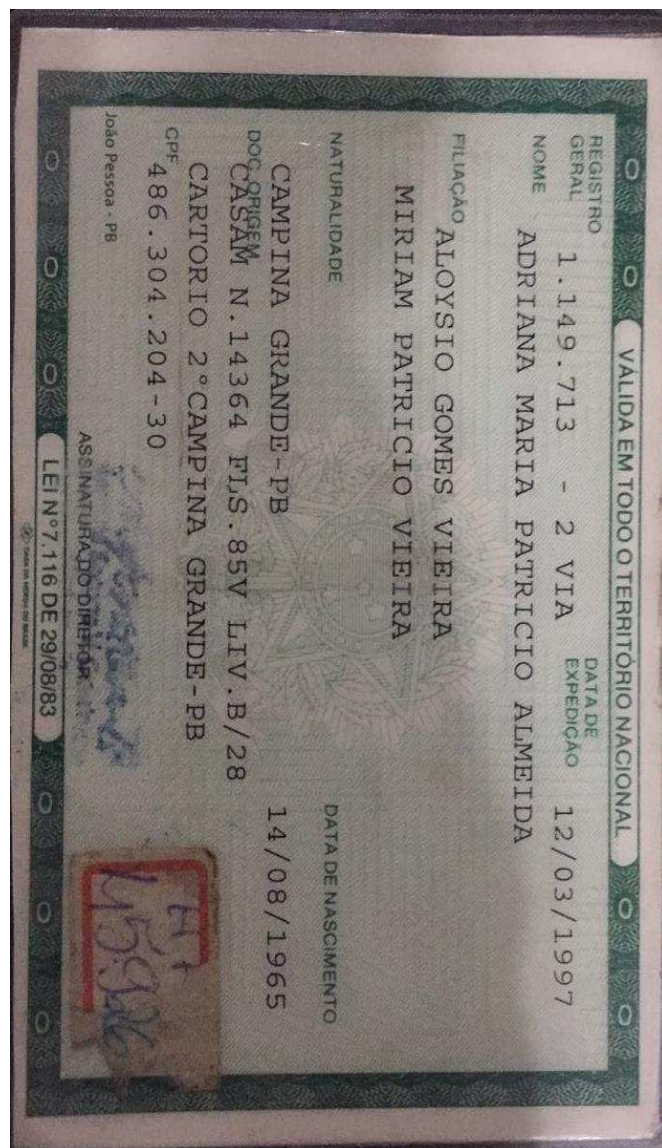 VÁLIDA EM TODO O TERRITÓRIO NACIONAL
REGISTRO GERAL 1.149.713 - 2 VIA DATA DE EXPEDIÇÃO 12/03/1997
NOME ADRIANA MARIA PATRICIO ALMEIDA
FILIAÇÃO ALOYSIO GOMES VIEIRA
MIRIAM PATRICIO VIEIRA
NATURALIDADE DATA DE NASCIMENTO
CAMPINA GRANDE-PB 14/08/1965
DOC. ORIGEM CASAM N.14364 FLS.85V LIV.B/28
CARTORIO 2°CAMPINA GRANDE-PB
CPF 486.304.204-30
João Pessoa - PB
ASSINATURA DO DIRETOR
LEI Nº 7.116 DE 29/08/83
H+
45926